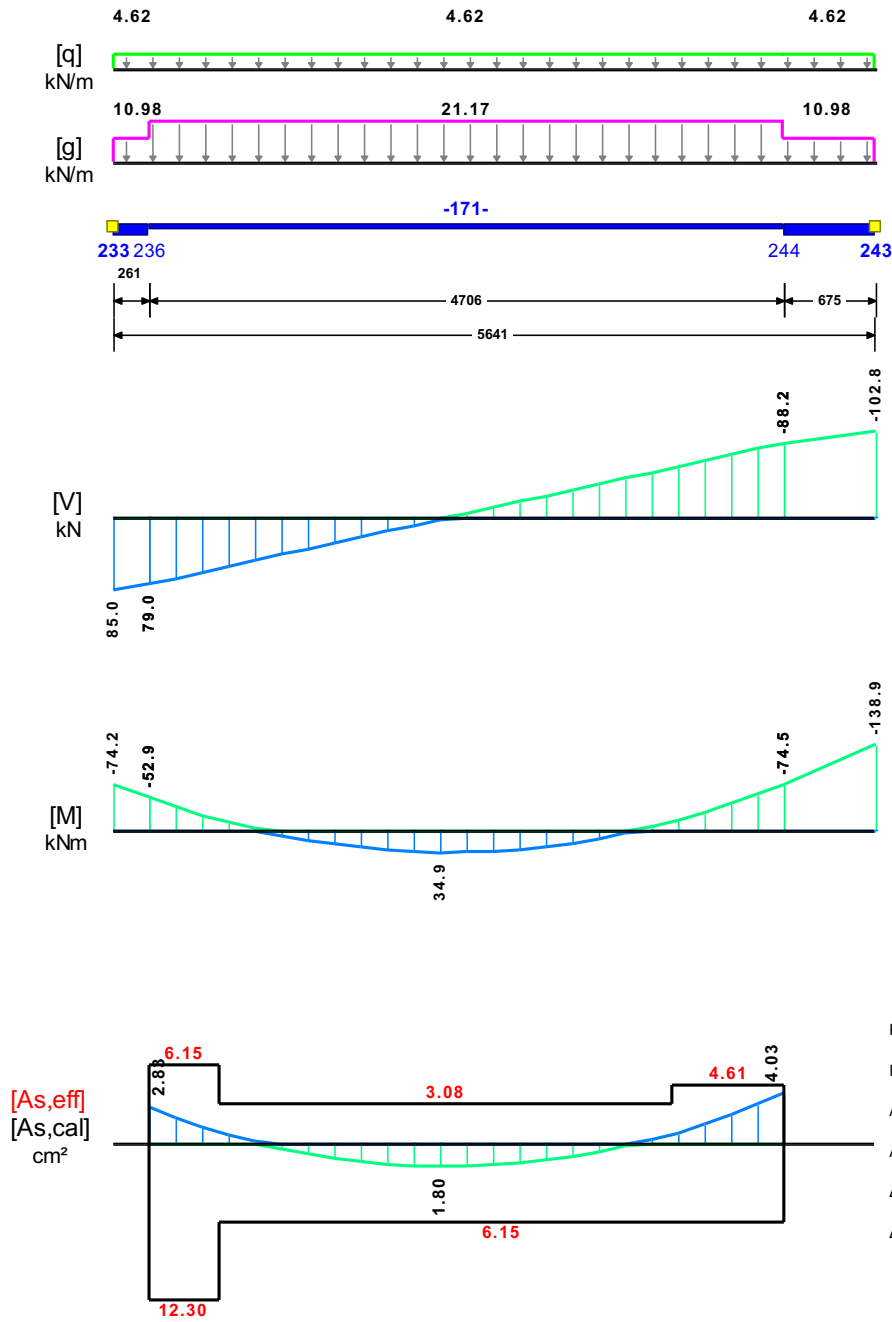 4.62 4.62 4.62
[q]
kN/m
10.98 21.17 10.98
[g]
kN/m
-171-
233 236 244 243
261
4706 675
5641
-102.8
-88.2
[V]
kN
85.0
79.0
-138.9
-74.2
-52.9
-74.5
[M]
kNm
34.9
6.15
2.83
4.03
4.61
[As,eff]
3.08
[As,cal]
cm²
1.80
6.15
12.30